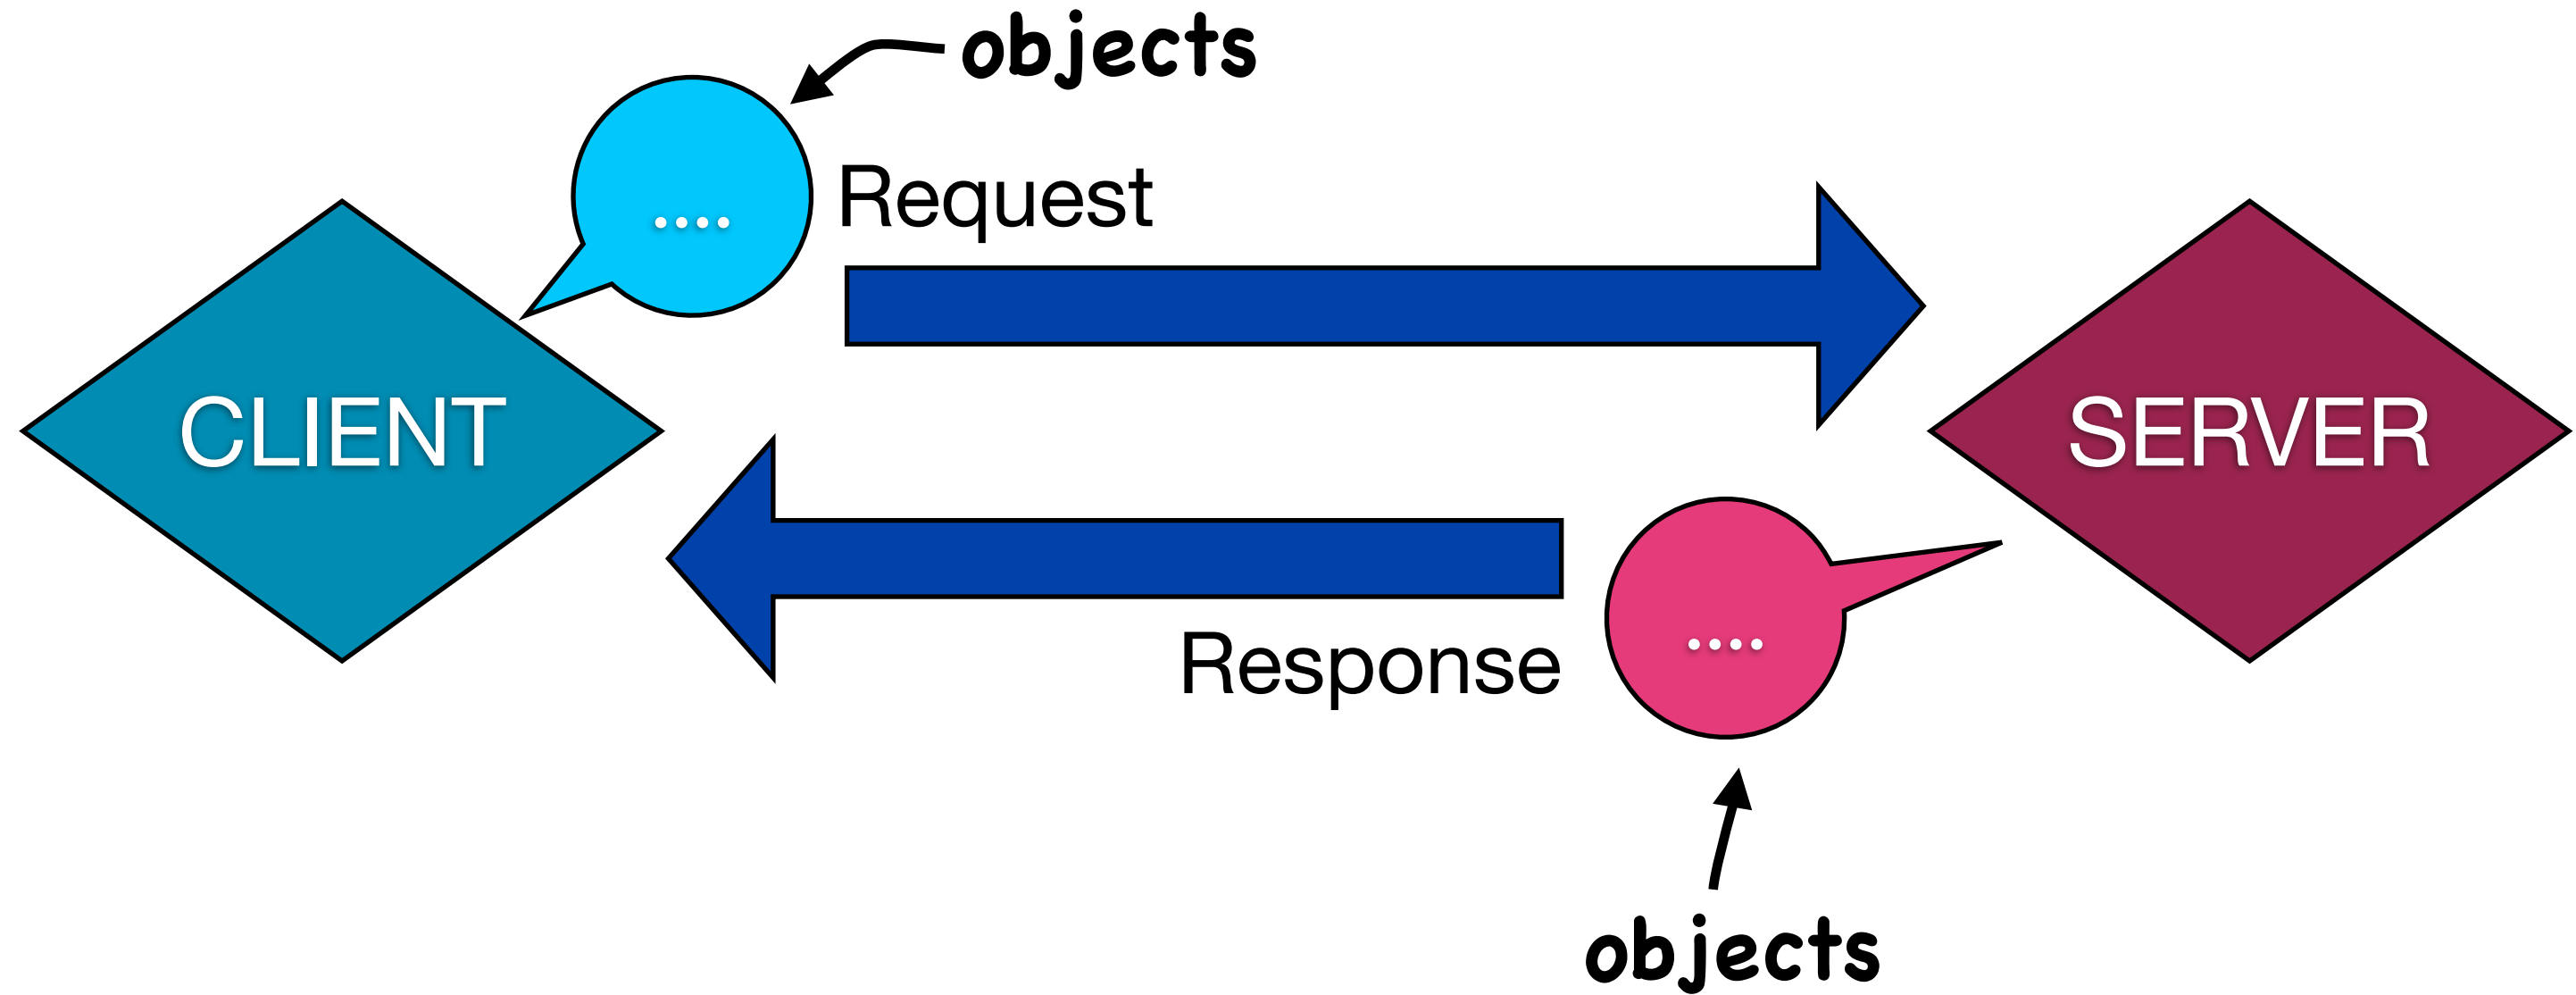 objects
....
Request
CLIENT
SERVER
....
Response
objects